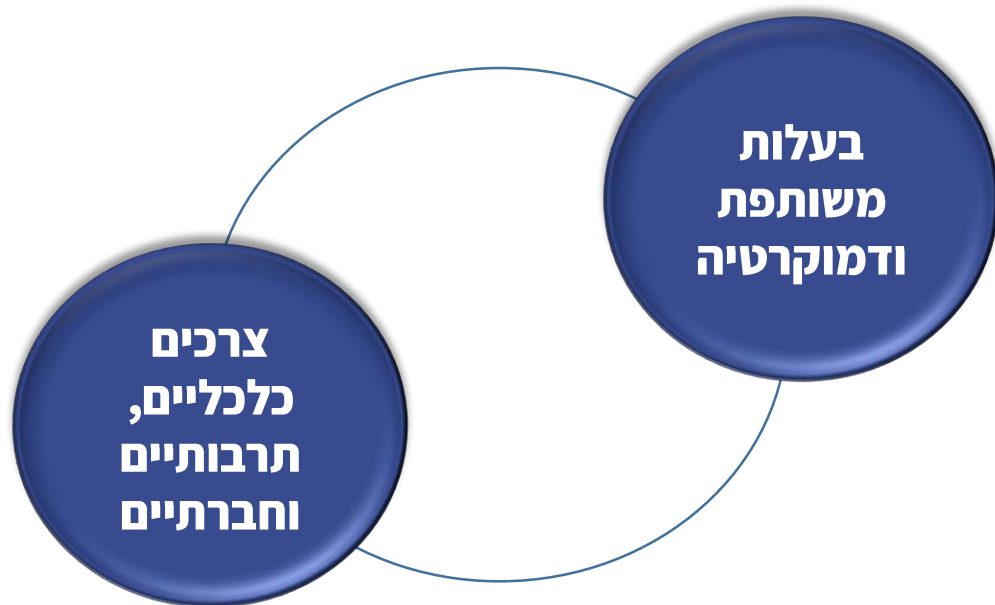 בעלות
משותפת
ודמוקרטיה
צרכים
כלכליים,
תרבותיים
וחברתיים